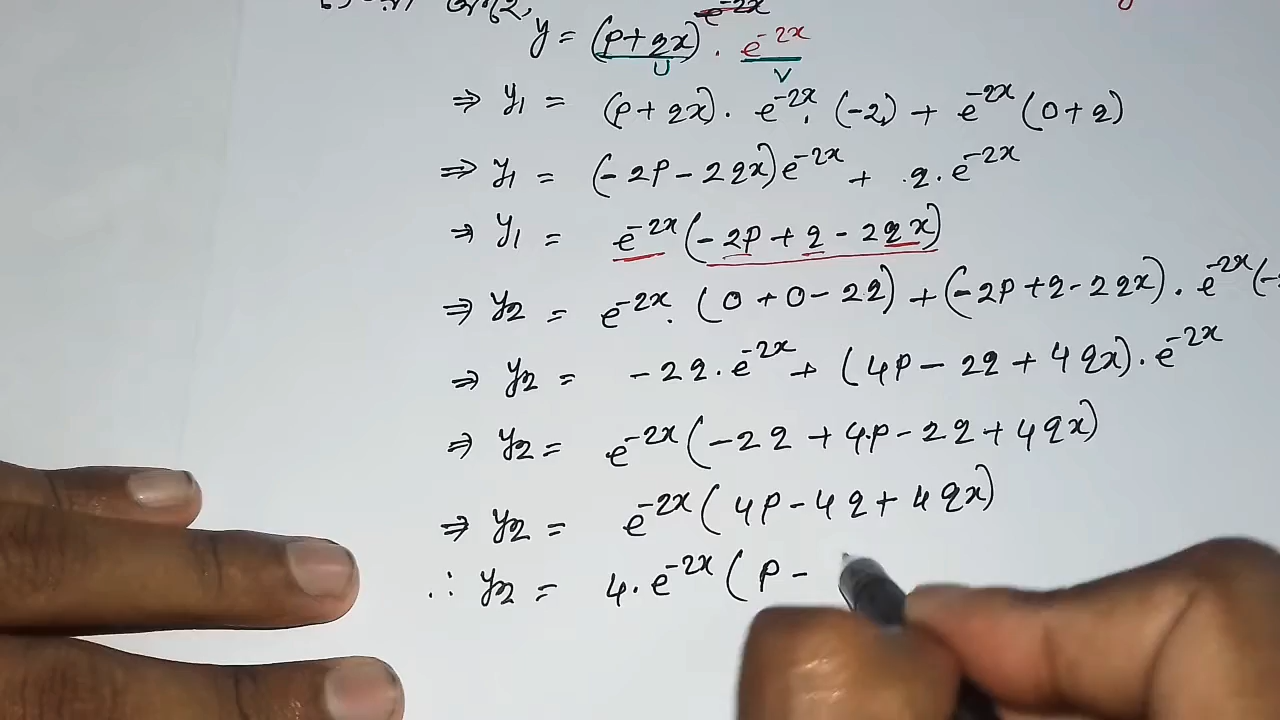 y = (p+qx) . e^{-2x}
U V
⇒ y₁ = (p+qx). e^{-2x}. (-2) + e^{-2x} (0+q)
⇒ y₁ = (-2p-2qx)e^{-2x} + .q.e^{-2x}
⇒ y₁ = e^{-2x}(-2p+q-2qx)
⇒ y₂ = e^{-2x}. (0+0-2q) + (-2p+q-2qx). e^{-2x}(-
⇒ y₂ = -2q.e^{-2x} + (4p-2q+4qx).e^{-2x}
⇒ y₂ = e^{-2x}(-2q+4p-2q+4qx)
⇒ y₂ = e^{-2x}(4p-4q+4qx)
∴ y₂ = 4.e^{-2x}(p-